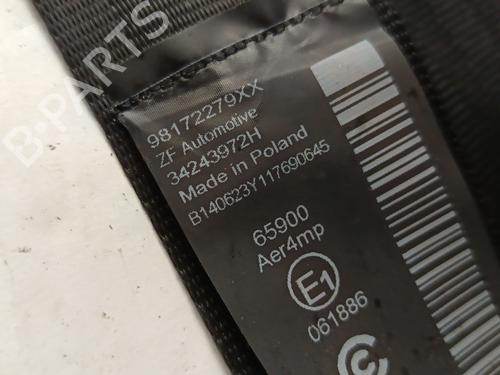 B-PARTS
98172279XX
ZF Automotive
34243972H
Made in Poland
B140623Y117690645
65900
Aer4mp
E1
061886